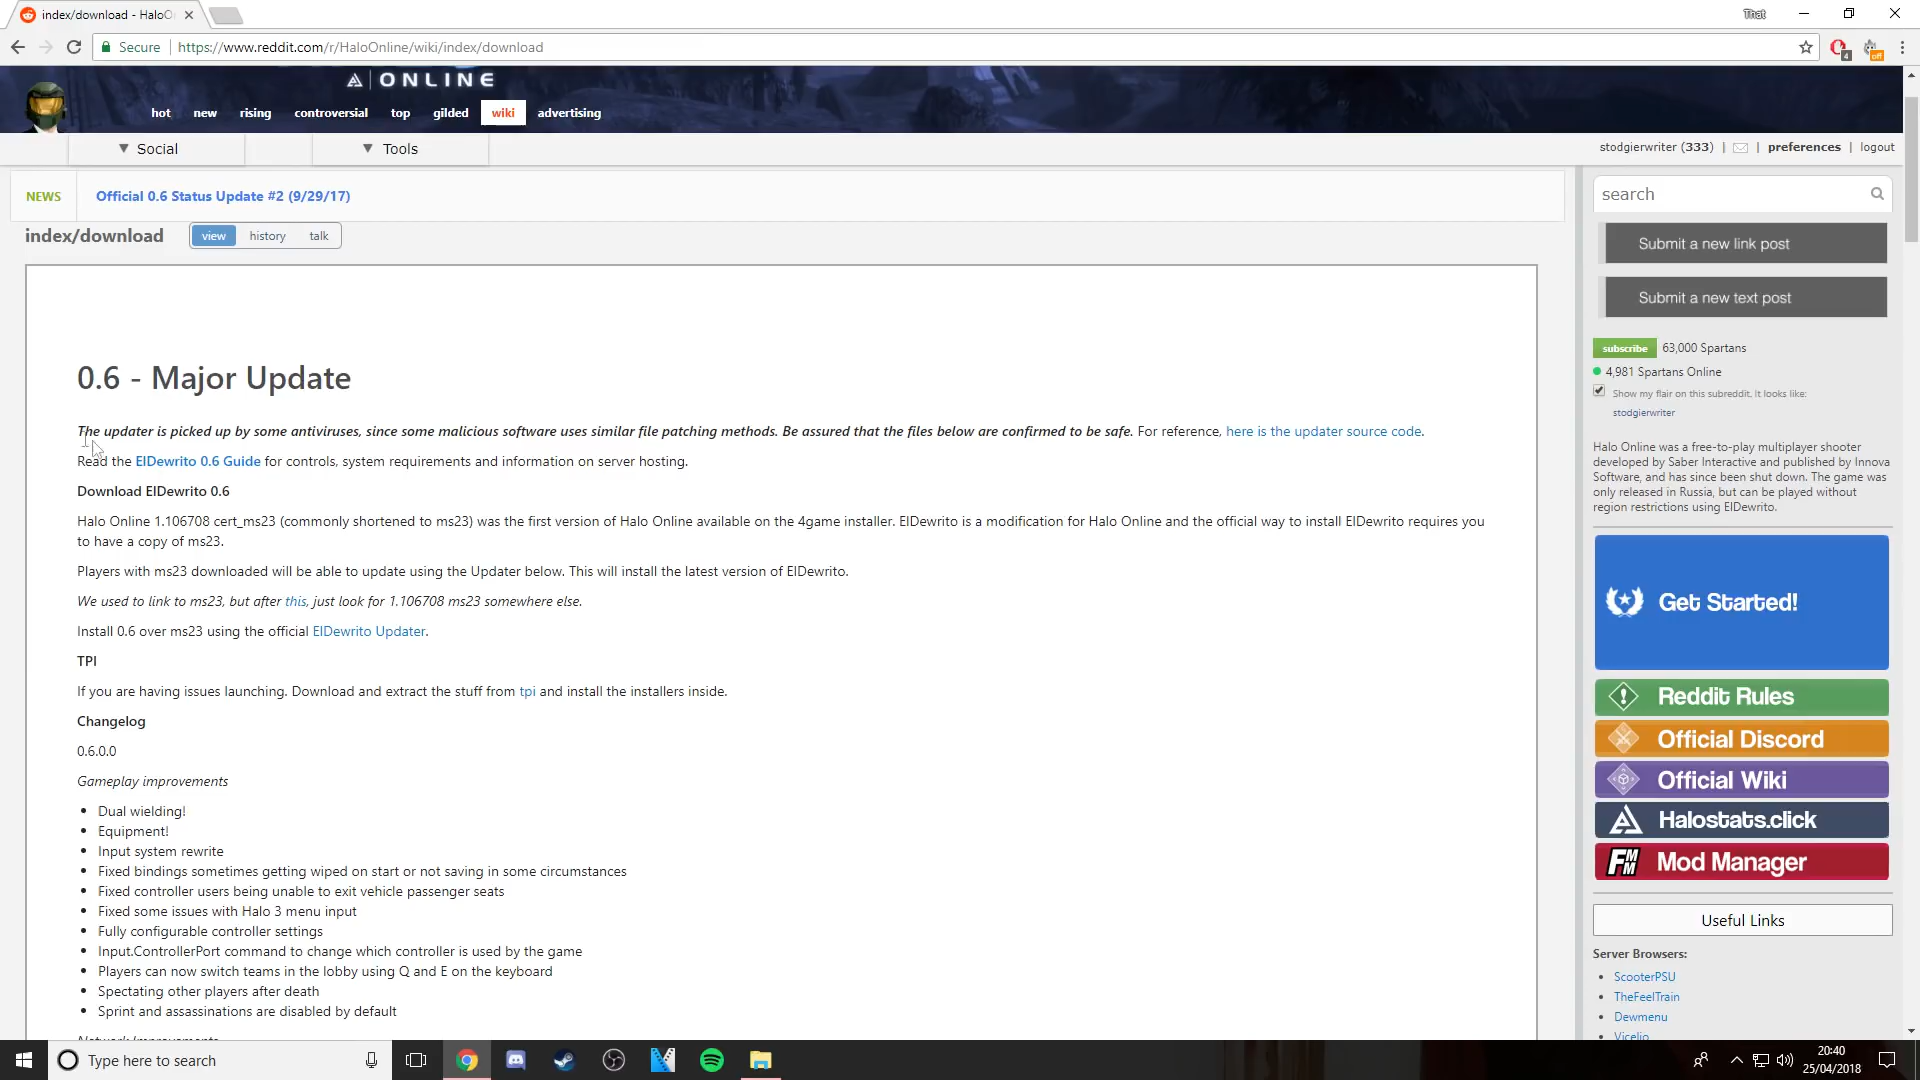 index/download - HaloO
That
Secure
https://www.reddit.com/r/HaloOnline/wiki/index/download
4
off
ONLINE
hot new rising controversial top gilded wiki advertising
▼ Social ▼ Tools
stodgierwriter (333) | | preferences | logout
NEWS Official 0.6 Status Update #2 (9/29/17)
search
index/download view history talk
Submit a new link post
Submit a new text post
subscribe 63,000 Spartans
4,981 Spartans Online
Show my flair on this subreddit. It looks like:
stodgierwriter
Halo Online was a free-to-play multiplayer shooter
developed by Saber Interactive and published by Innova
Software, and has since been shut down. The game was
only released in Russia, but can be played without
region restrictions using ElDewrito.
Get Started!
Reddit Rules
Official Discord
Official Wiki
Halostats.click
FMM Mod Manager
Useful Links
Server Browsers:
• ScooterPSU
• TheFeelTrain
• Dewmenu
• Vicelio
0.6 - Major Update
The updater is picked up by some antiviruses, since some malicious software uses similar file patching methods. Be assured that the files below are confirmed to be safe. For reference, here is the updater source code.
Read the ElDewrito 0.6 Guide for controls, system requirements and information on server hosting.
Download ElDewrito 0.6
Halo Online 1.106708 cert_ms23 (commonly shortened to ms23) was the first version of Halo Online available on the 4game installer. ElDewrito is a modification for Halo Online and the official way to install ElDewrito requires you
to have a copy of ms23.
Players with ms23 downloaded will be able to update using the Updater below. This will install the latest version of ElDewrito.
We used to link to ms23, but after this, just look for 1.106708 ms23 somewhere else.
Install 0.6 over ms23 using the official ElDewrito Updater.
TPI
If you are having issues launching. Download and extract the stuff from tpi and install the installers inside.
Changelog
0.6.0.0
Gameplay improvements
• Dual wielding!
• Equipment!
• Input system rewrite
• Fixed bindings sometimes getting wiped on start or not saving in some circumstances
• Fixed controller users being unable to exit vehicle passenger seats
• Fixed some issues with Halo 3 menu input
• Fully configurable controller settings
• Input.ControllerPort command to change which controller is used by the game
• Players can now switch teams in the lobby using Q and E on the keyboard
• Spectating other players after death
• Sprint and assassinations are disabled by default
Type here to search
20:40
25/04/2018